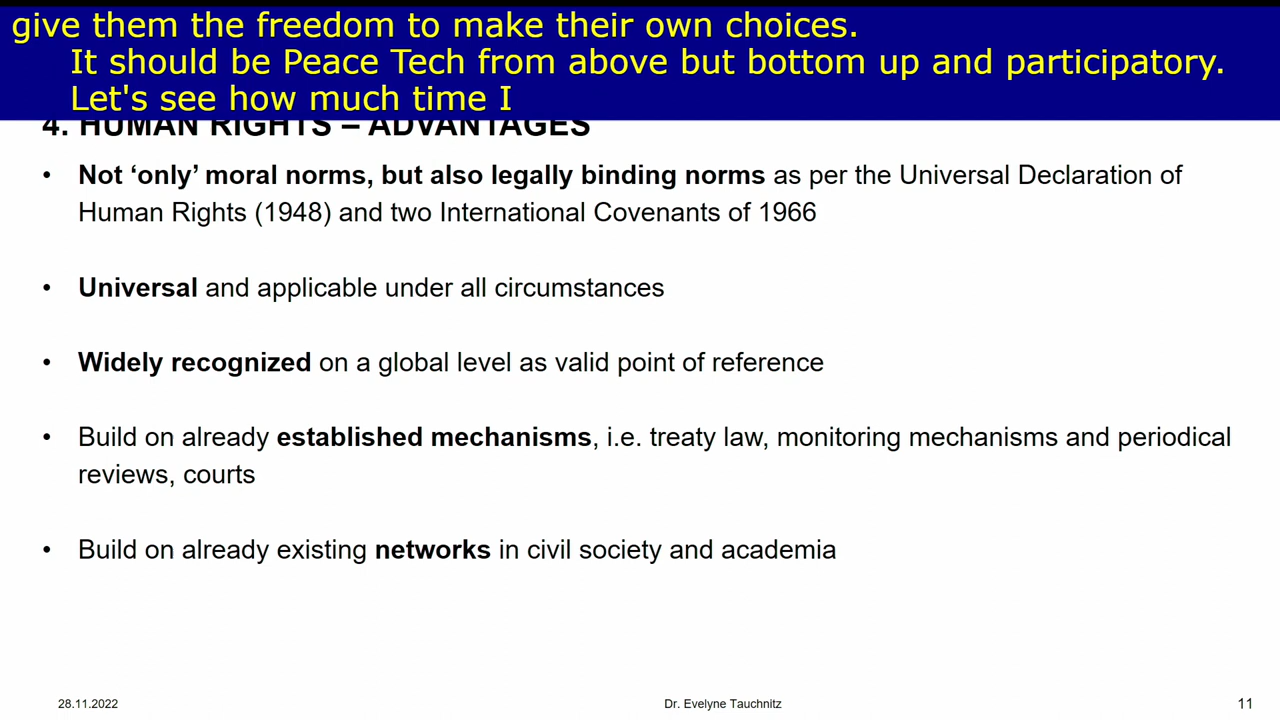 give them the freedom to make their own choices.
It should be Peace Tech from above but bottom up and participatory.
Let's see how much time I
4. HUMAN RIGHTS – ADVANTAGES
• Not ‘only’ moral norms, but also legally binding norms as per the Universal Declaration of
Human Rights (1948) and two International Covenants of 1966
• Universal and applicable under all circumstances
• Widely recognized on a global level as valid point of reference
• Build on already established mechanisms, i.e. treaty law, monitoring mechanisms and periodical
reviews, courts
• Build on already existing networks in civil society and academia
28.11.2022
Dr. Evelyne Tauchnitz
11